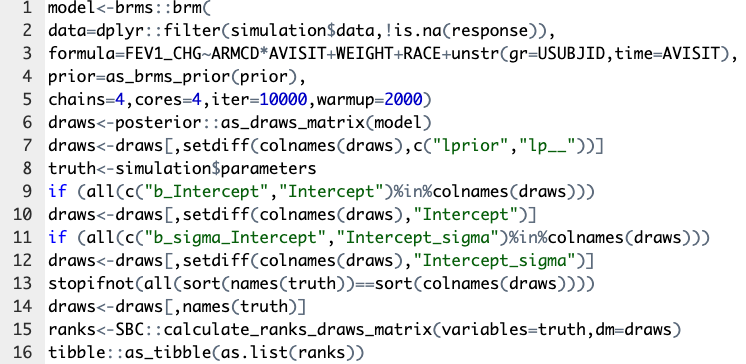 1 model<-brms::brm(
2 data=dplyr::filter(simulation$data,!is.na(response)),
3 formula=FEV1_CHG~ARMCD*AVISIT+WEIGHT+RACE+unstr(gr=USUBJID,time=AVISIT),
4 prior=as_brms_prior(prior),
5 chains=4,cores=4,iter=10000,warmup=2000)
6 draws<-posterior::as_draws_matrix(model)
7 draws<-draws[,setdiff(colnames(draws),c("lprior","lp__"))]
8 truth<-simulation$parameters
9 if (all(c("b_Intercept","Intercept")%in%colnames(draws)))
10 draws<-draws[,setdiff(colnames(draws),"Intercept")]
11 if (all(c("b_sigma_Intercept","Intercept_sigma")%in%colnames(draws)))
12 draws<-draws[,setdiff(colnames(draws),"Intercept_sigma")]
13 stopifnot(all(sort(names(truth))==sort(colnames(draws))))
14 draws<-draws[,names(truth)]
15 ranks<-SBC::calculate_ranks_draws_matrix(variables=truth,dm=draws)
16 tibble::as_tibble(as.list(ranks))